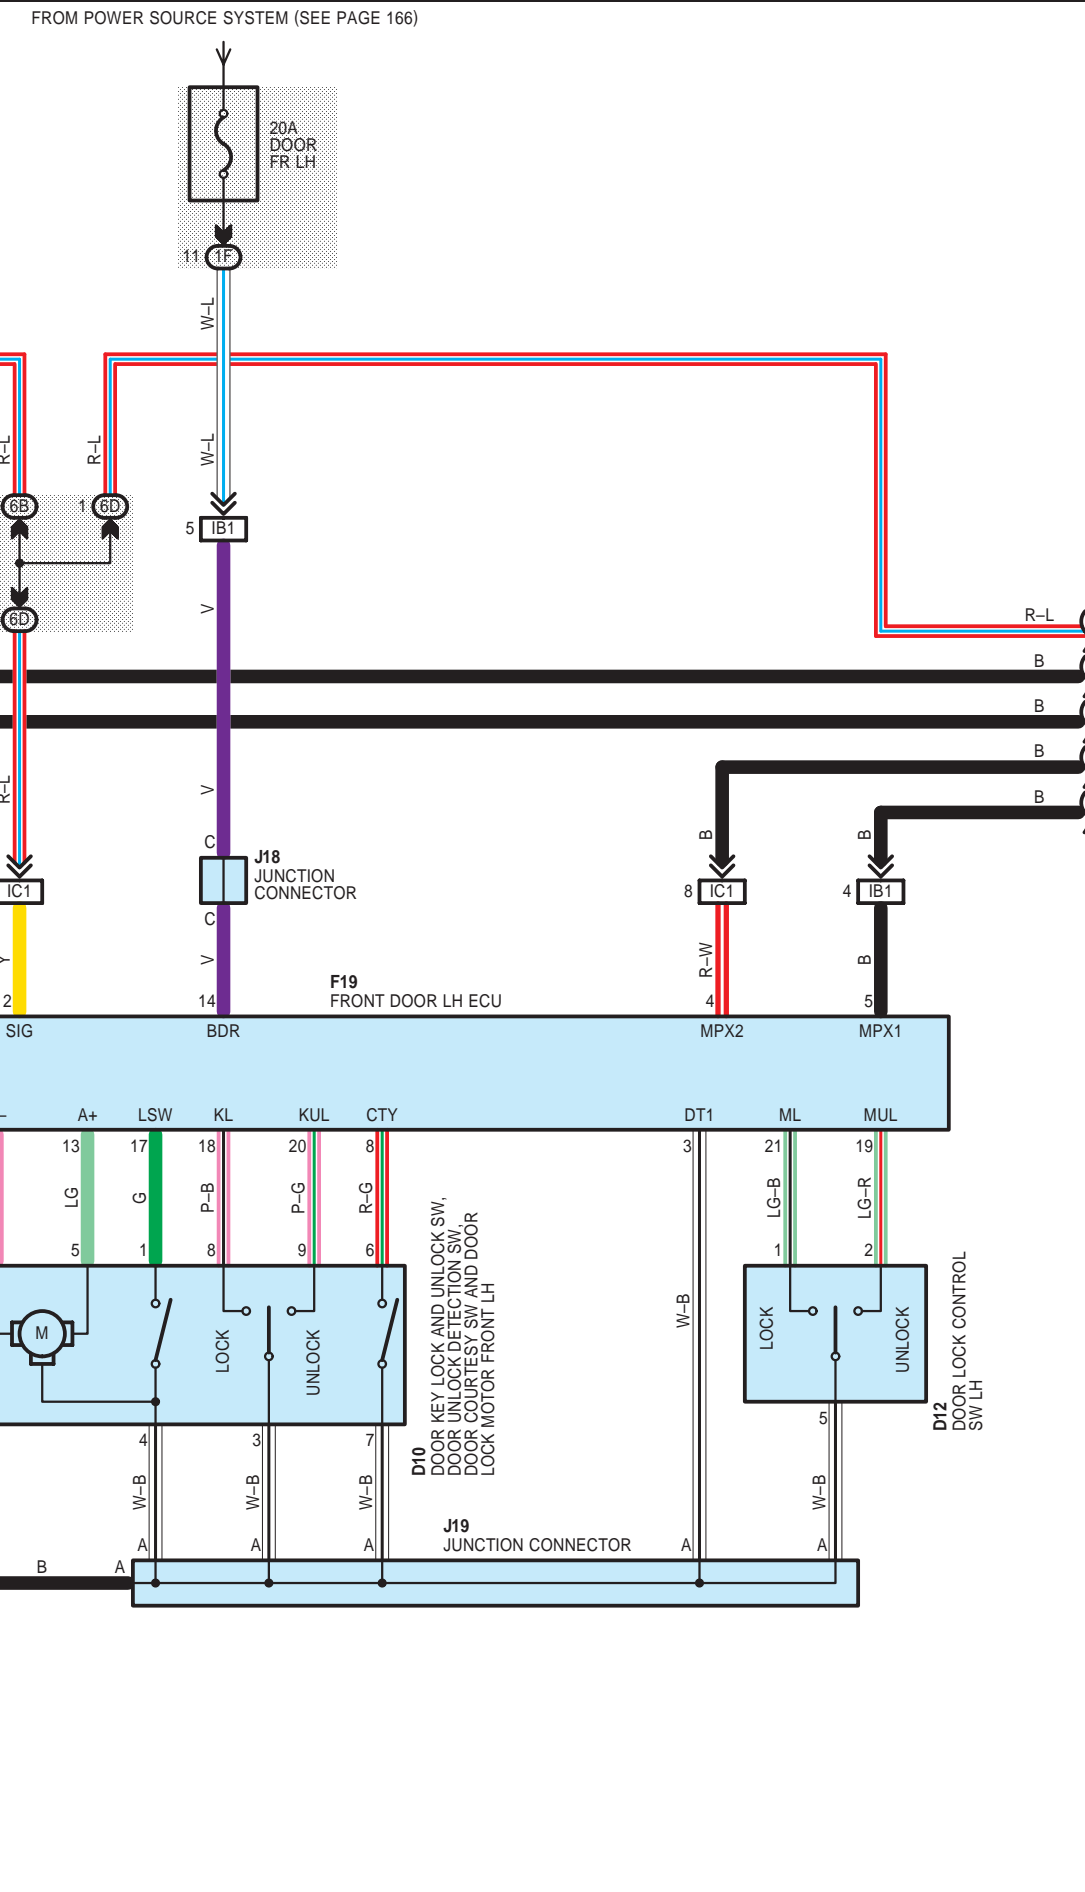 FROM POWER SOURCE SYSTEM (SEE PAGE 166)
20A
DOOR
FR LH
11 1F
W–L
R–L
R–L
W–L
6B
1 6D
5 IB1
6D
V
R–L
B
B
B
B
R–L
V
B
B
C
J18
JUNCTION
CONNECTOR
IC1
8 IC1
4 IB1
C
Y
V
R–W
B
F19
FRONT DOOR LH ECU
2
14
4
5
SIG
BDR
MPX2
MPX1
–
A+
LSW
KL
KUL
CTY
DT1
ML
MUL
13
17
18
20
8
3
21
19
LG
G
P–B
P–G
R–G
LG–B
LG–R
5
1
8
9
6
1
2
M
LOCK
UNLOCK
W–B
LOCK
UNLOCK
D10
DOOR KEY LOCK AND UNLOCK SW,
DOOR UNLOCK DETECTION SW,
DOOR COURTESY SW AND DOOR
LOCK MOTOR FRONT LH
D12
DOOR LOCK CONTROL
SW LH
4
3
7
5
W–B
W–B
W–B
W–B
J19
JUNCTION CONNECTOR
A
A
A
A
A
B
A